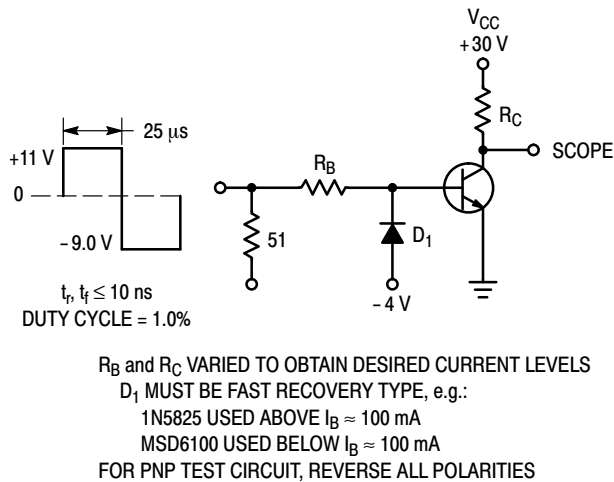 V_CC
+30 V
R_C
SCOPE
25 μs
+11 V
0
– 9.0 V
R_B
51
D_1
– 4 V
t_r, t_f ≤ 10 ns
DUTY CYCLE = 1.0%
R_B and R_C VARIED TO OBTAIN DESIRED CURRENT LEVELS
D_1 MUST BE FAST RECOVERY TYPE, e.g.:
1N5825 USED ABOVE I_B ≈ 100 mA
MSD6100 USED BELOW I_B ≈ 100 mA
FOR PNP TEST CIRCUIT, REVERSE ALL POLARITIES